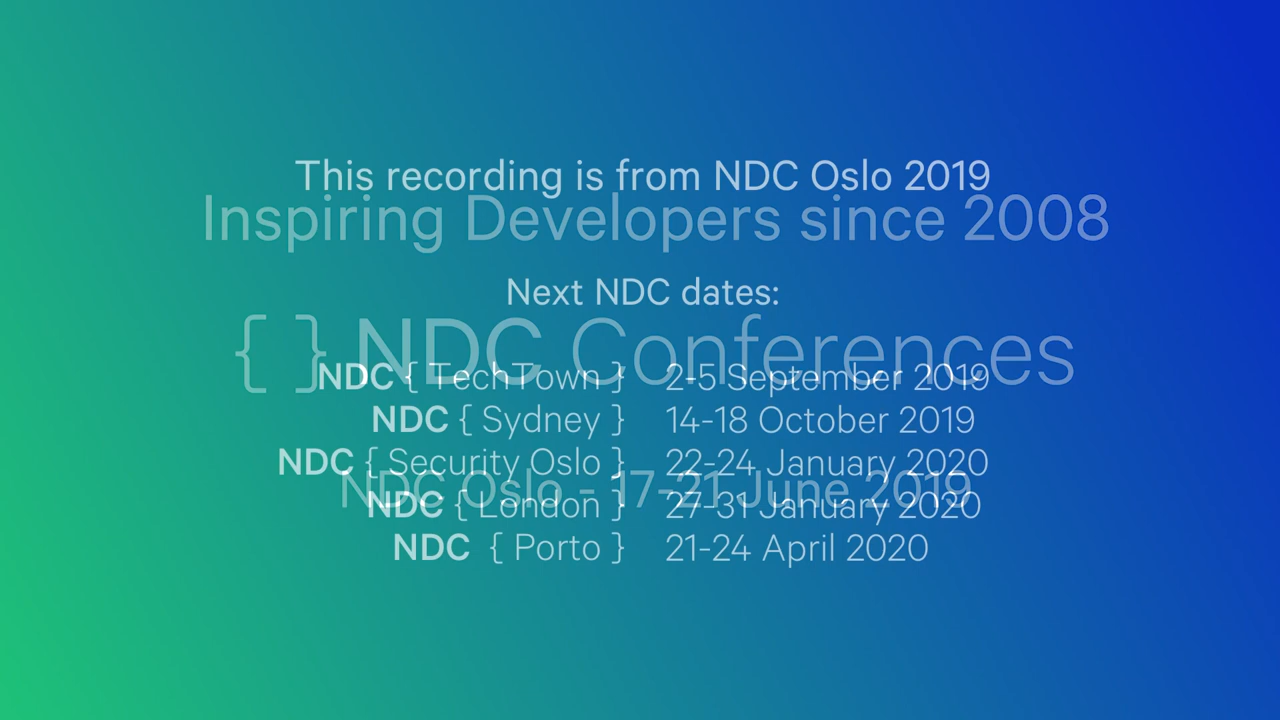 This recording is from NDC Oslo 2019
Inspiring Developers since 2008
Next NDC dates:
{ } NDC Conferences
NDC { TechTown } 2-5 September 2019
NDC { Sydney } 14-18 October 2019
NDC { Security Oslo } 22-24 January 2020
NDC Oslo - 17-21 June 2019
NDC { London } 27-31 January 2020
NDC { Porto } 21-24 April 2020